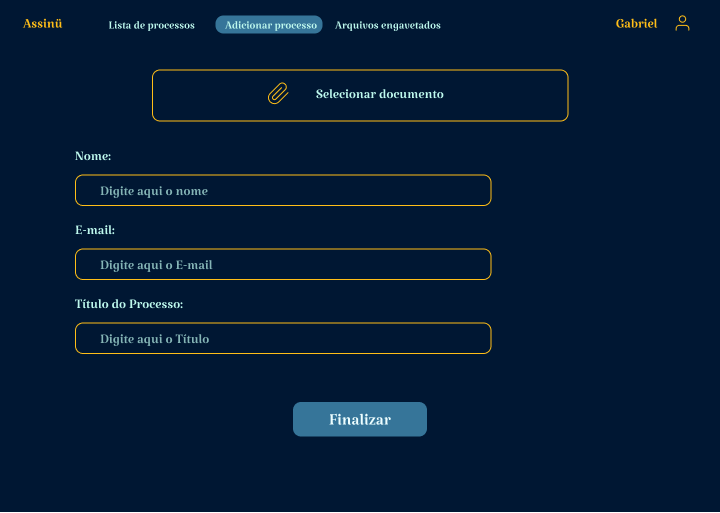 Assinü
Lista de processos
Adicionar processo
Arquivos engavetados
Gabriel
Selecionar documento
Nome:
Digite aqui o nome
E-mail:
Digite aqui o E-mail
Título do Processo:
Digite aqui o Título
Finalizar